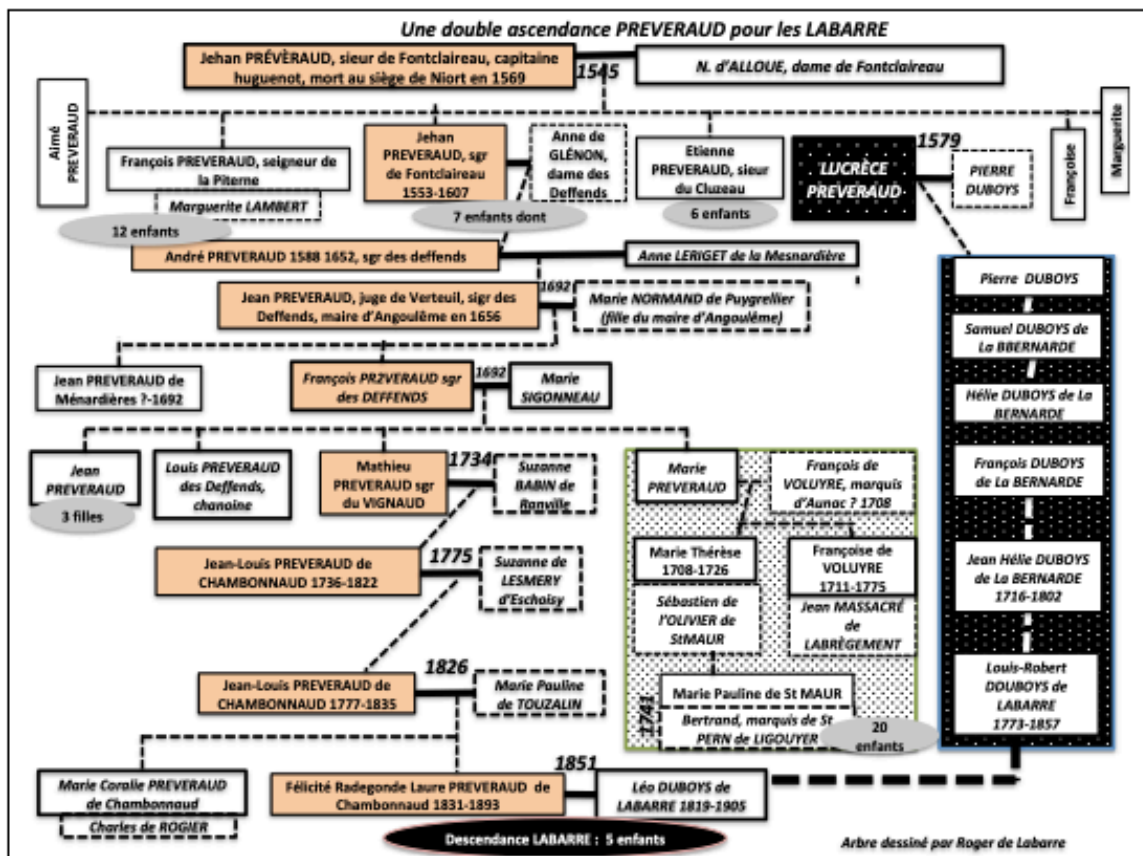 Une double ascendance PREVERAUD pour les LABARRE
Jehan PRÉVÈRAUD, sieur de Fontclaireau, capitaine
huguenot, mort au siège de Niort en 1569
1545
N. d'ALLOUE, dame de Fontclaireau
Aimé
PREVERAUD
François PREVERAUD, seigneur de
la Piterne
Marguerite LAMBERT
12 enfants
Jehan
PREVERAUD, sgr
de Fontclaireau
1553-1607
Anne de
GLÉNON,
dame des
Deffends
7 enfants dont
Etienne
PREVERAUD, sieur
du Cluzeau
6 enfants
LUCRÈCE
PREVERAUD
1579
PIERRE
DUBOYS
Françoise
Marguerite
André PREVERAUD 1588 1652, sgr des deffends
Anne LERIGET de la Mesnardière
Jean PREVERAUD, juge de Verteuil, sigr des
Deffends, maire d'Angoulême en 1656
1692
Marie NORMAND de Puygrellier
(fille du maire d'Angoulême)
Jean PREVERAUD de
Ménardières ?-1692
François PR2VERAUD sgr
des DEFFENDS
1692
Marie
SIGONNEAU
Jean
PREVERAUD
3 filles
Louis PREVERAUD
des Deffends,
chanoine
Mathieu
PREVERAUD sgr
du VIGNAUD
1734
Suzanne
BABIN de
Ranville
Marie
PREVERAUD
François de
VOLUYRE, marquis
d'Aunac ? 1708
Marie Thérèse
1708-1726
Sébastien de
l'OLIVIER de
StMAUR
Françoise de
VOLUYRE
1711-1775
Jean MASSACRÉ
de
LABRÈGEMENT
Marie Pauline de St MAUR
1741
Bertrand, marquis de St
PERN de LIGOUYER
20
enfants
Jean-Louis PREVERAUD de
CHAMBONNAUD 1736-1822
1775
Suzanne de
LESMERY
d'Eschoisy
Jean-Louis PREVERAUD de
CHAMBONNAUD 1777-1835
1826
Marie Pauline
de TOUZALIN
Marie Coralie PREVERAUD
de Chambonnaud
Charles de ROGIER
Félicité Radegonde Laure PREVERAUD de
Chambonnaud 1831-1893
1851
Léo DUBOYS de
LABARRE 1819-1905
Descendance LABARRE : 5 enfants
Pierre DUBOYS
Samuel DUBOYS de
La BBERNARDE
Hélie DUBOYS de La
BERNARDE
François DUBOYS
de La BERNARDE
Jean Hélie DUBOYS
de La BERNARDE
1716-1802
Louis-Robert
DDUBOYS de
LABARRE
1773-1857
Arbre dessiné par Roger de Labarre